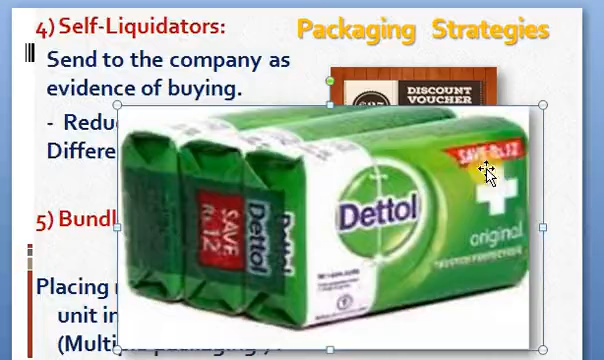 Packaging Strategies
4) Self-Liquidators:
Send to the company as
evidence of buying.
DISCOUNT
VOUCHER
- Redu
Differe
SAVE Rs.12
Dettol
original
SAVE
Rs 12
Dettol
Dettol
5) Bundl
Placing
unit in
(Multi packaging